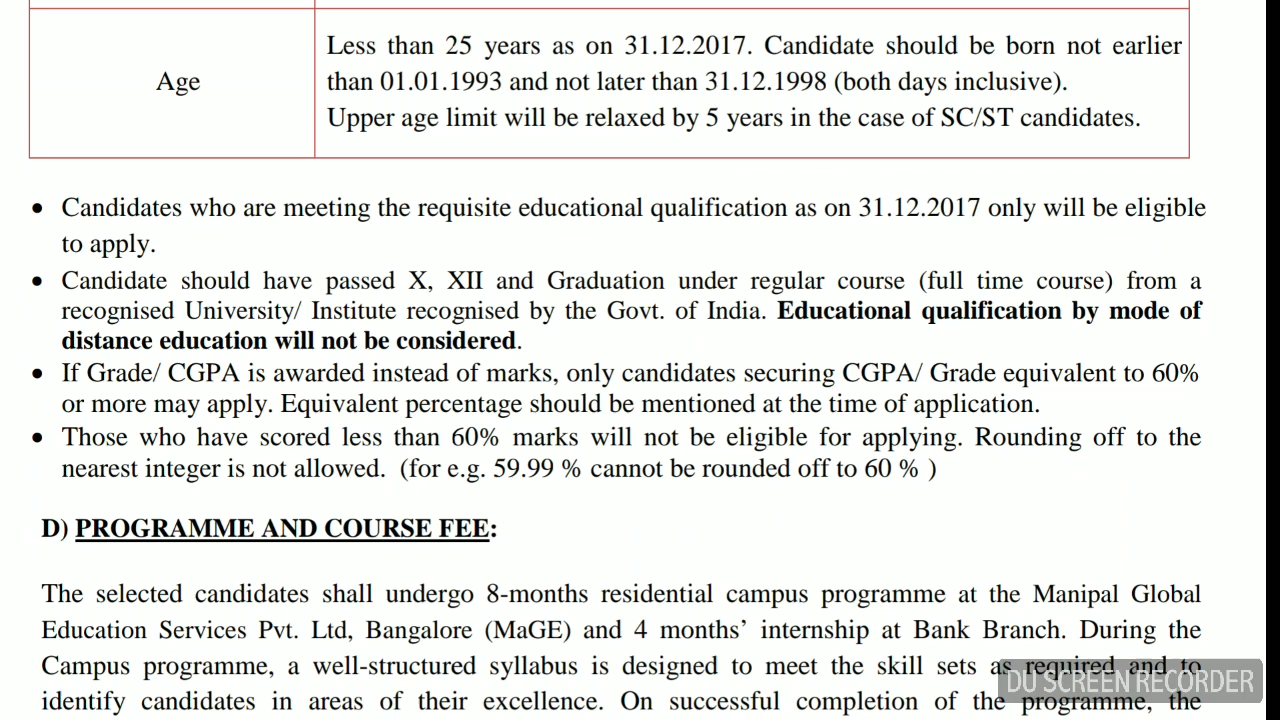 Less than 25 years as on 31.12.2017. Candidate should be born not earlier
Age
than 01.01.1993 and not later than 31.12.1998 (both days inclusive).
Upper age limit will be relaxed by 5 years in the case of SC/ST candidates.
• Candidates who are meeting the requisite educational qualification as on 31.12.2017 only will be eligible
to apply.
• Candidate should have passed X, XII and Graduation under regular course (full time course) from a
recognised University/ Institute recognised by the Govt. of India. Educational qualification by mode of
distance education will not be considered.
• If Grade/ CGPA is awarded instead of marks, only candidates securing CGPA/ Grade equivalent to 60%
or more may apply. Equivalent percentage should be mentioned at the time of application.
• Those who have scored less than 60% marks will not be eligible for applying. Rounding off to the
nearest integer is not allowed. (for e.g. 59.99 % cannot be rounded off to 60 % )
D) PROGRAMME AND COURSE FEE:
The selected candidates shall undergo 8-months residential campus programme at the Manipal Global
Education Services Pvt. Ltd, Bangalore (MaGE) and 4 months’ internship at Bank Branch. During the
Campus programme, a well-structured syllabus is designed to meet the skill sets as required and to
identify candidates in areas of their excellence. On successful completion of the programme, the
DU SCREEN RECORDER